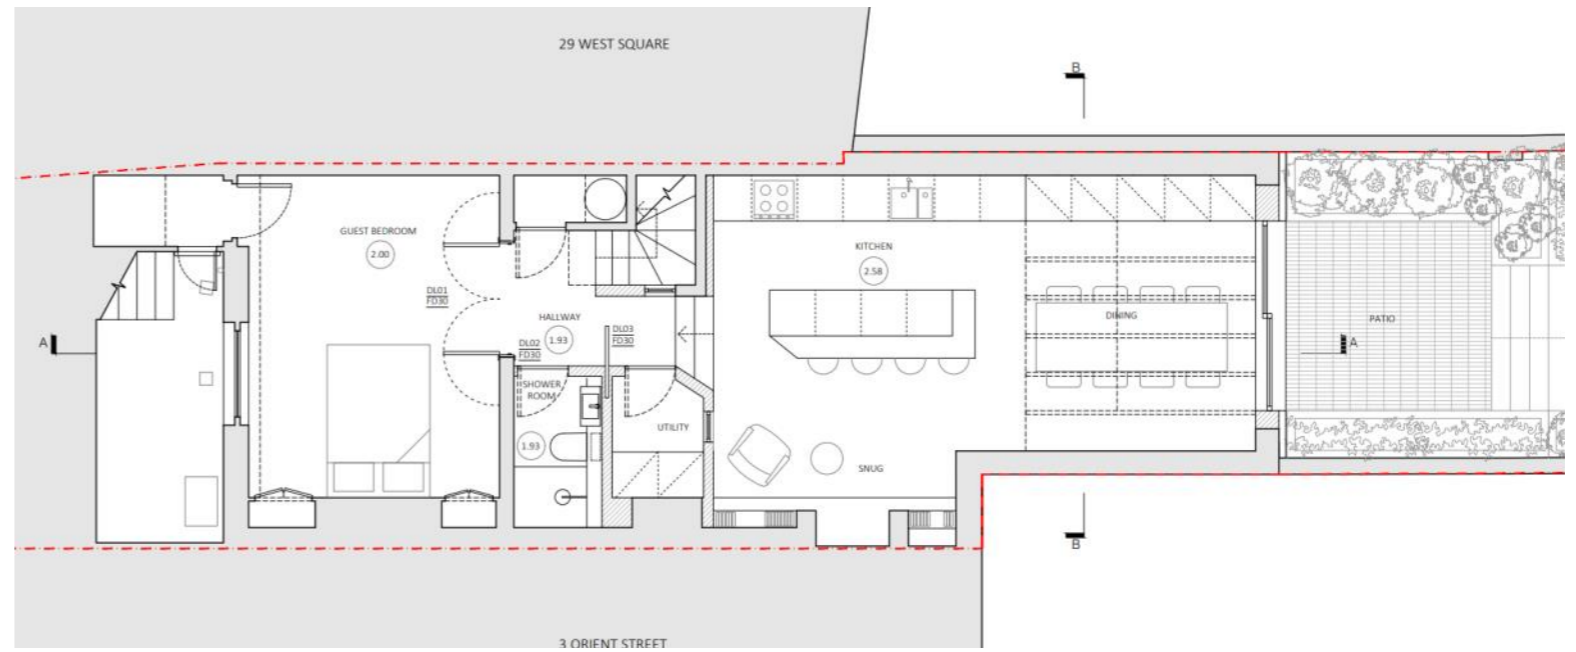 29 WEST SQUARE
B
GUEST BEDROOM
2.00
KITCHEN
2.58
DL01
FD30
HALLWAY
1.93
DL02
FD30
DL03
FD30
DINING
PATIO
A
A
SHOWER
ROOM
1.93
UTILITY
SNUG
B
3 ORIENT STREET